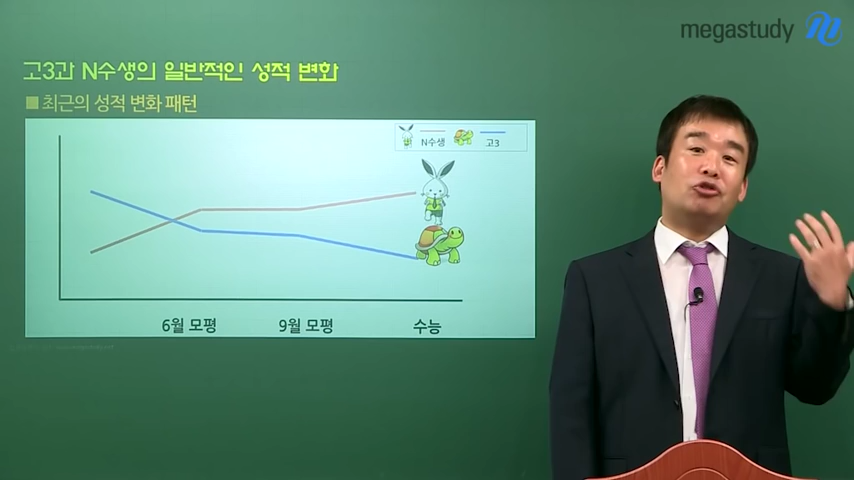 megastudy
고3과 N수생의 일반적인 성적 변화
■ 최근의 성적 변화 패턴
N수생 고3
6월 모평 9월 모평 수능